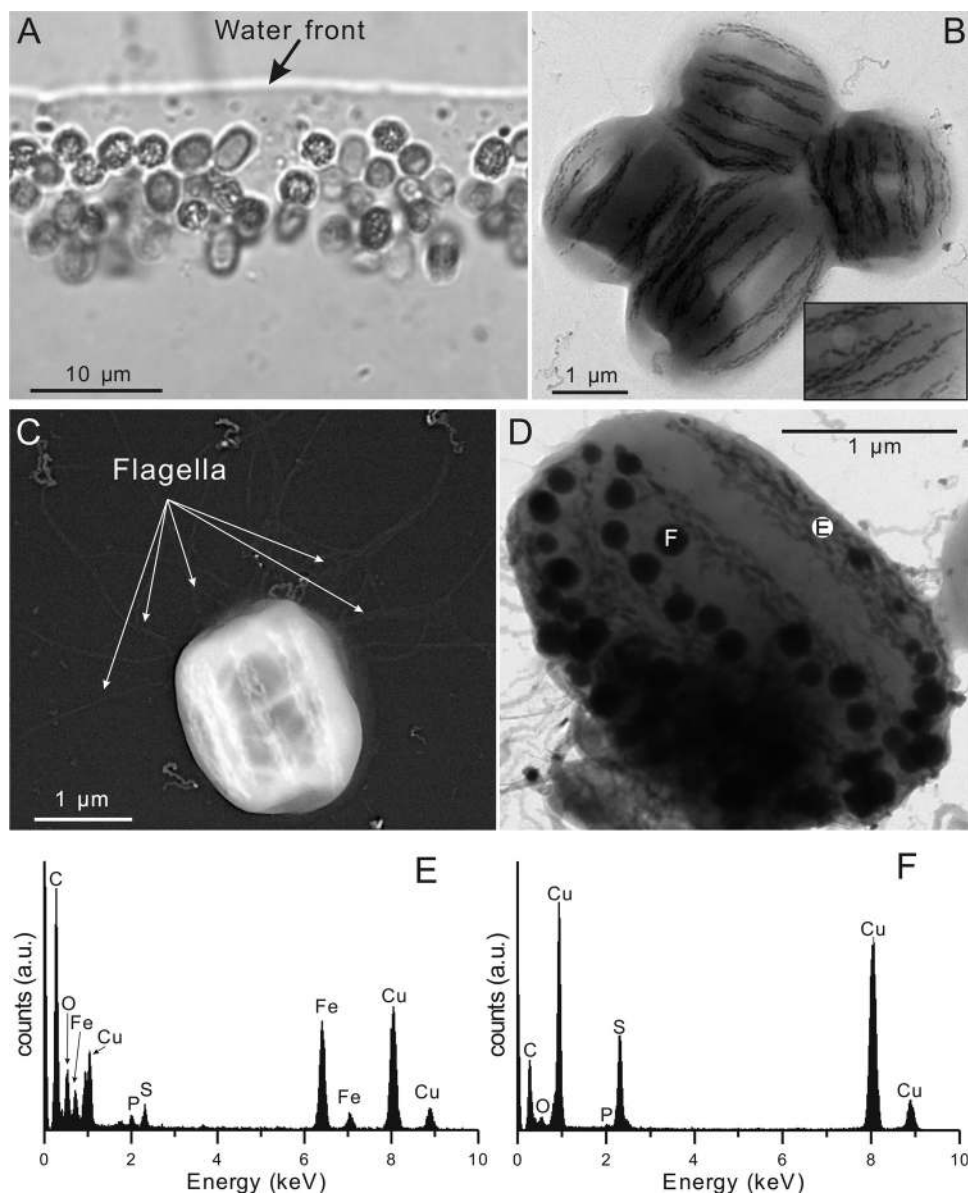 A
Water front
10 µm
B
1 µm
C
Flagella
1 µm
D
1 µm
E
F
E
C
O
Fe
Cu
P
S
Fe
Fe
Cu
Cu
counts (a.u.)
0 2 4 6 8 10
Energy (keV)
F
Cu
C
O
P
S
Cu
Cu
counts (a.u.)
0 2 4 6 8 10
Energy (keV)